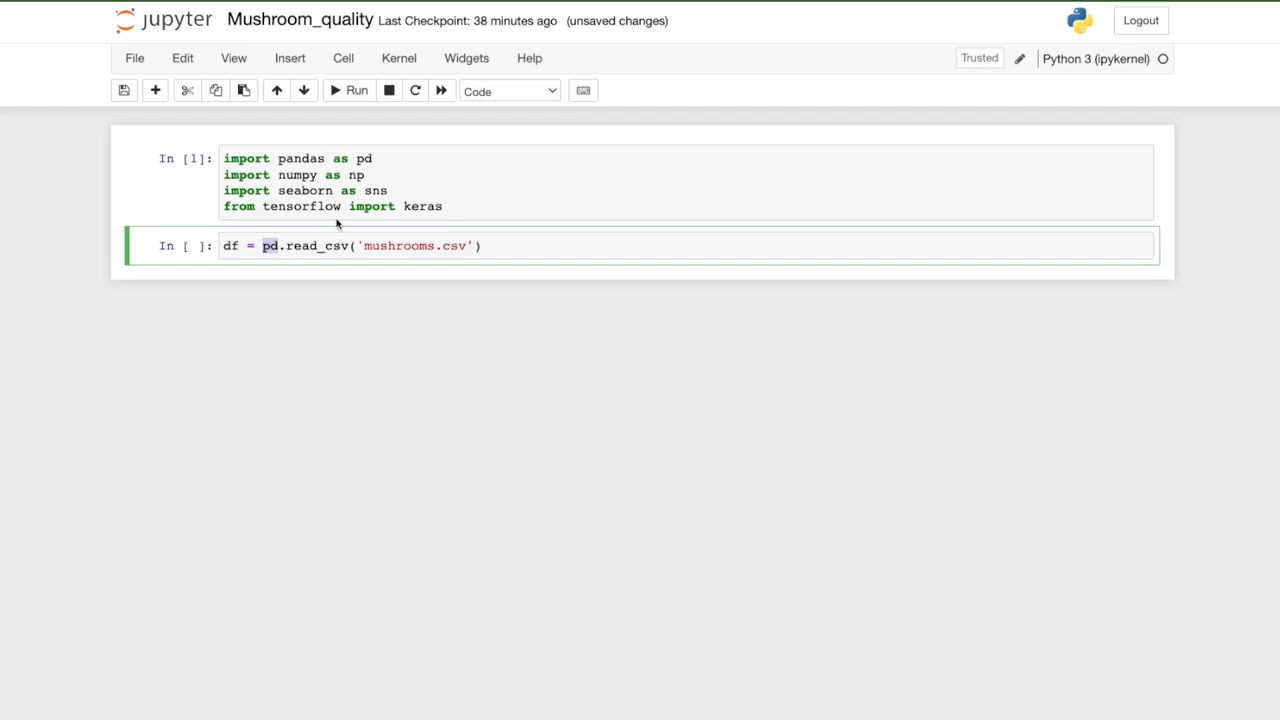 jupyter Mushroom_quality Last Checkpoint: 38 minutes ago (unsaved changes) Logout
File Edit View Insert Cell Kernel Widgets Help Trusted Python 3 (ipykernel)
Run Code
In [1]: import pandas as pd
import numpy as np
import seaborn as sns
from tensorflow import keras
In [ ]: df = pd.read_csv('mushrooms.csv')